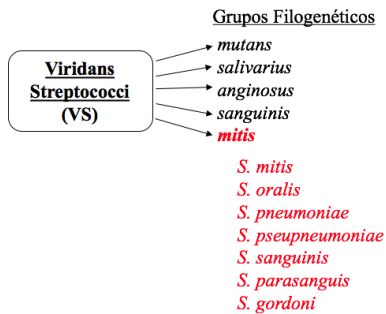 Grupos Filogenéticos
Viridans
Streptococci
(VS)
mutans
salivarius
anginosus
sanguinis
mitis
S. mitis
S. oralis
S. pneumoniae
S. pseupneumoniae
S. sanguinis
S. parasanguis
S. gordoni